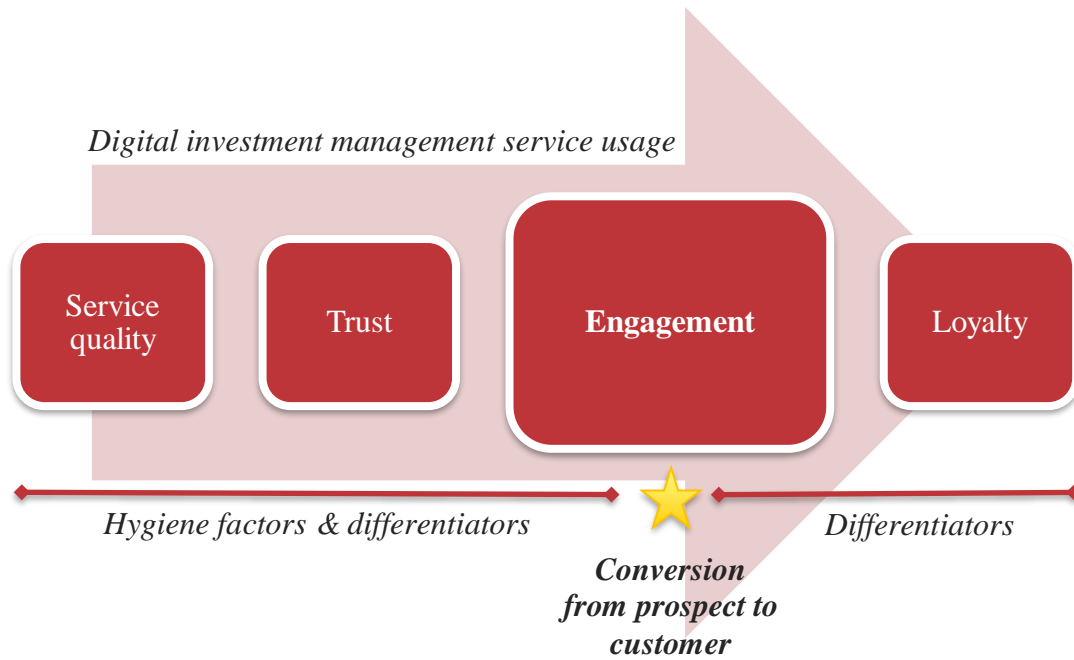 Digital investment management service usage
Service
quality
Trust
Engagement
Loyalty
Hygiene factors & differentiators
Differentiators
Conversion
from prospect to
customer